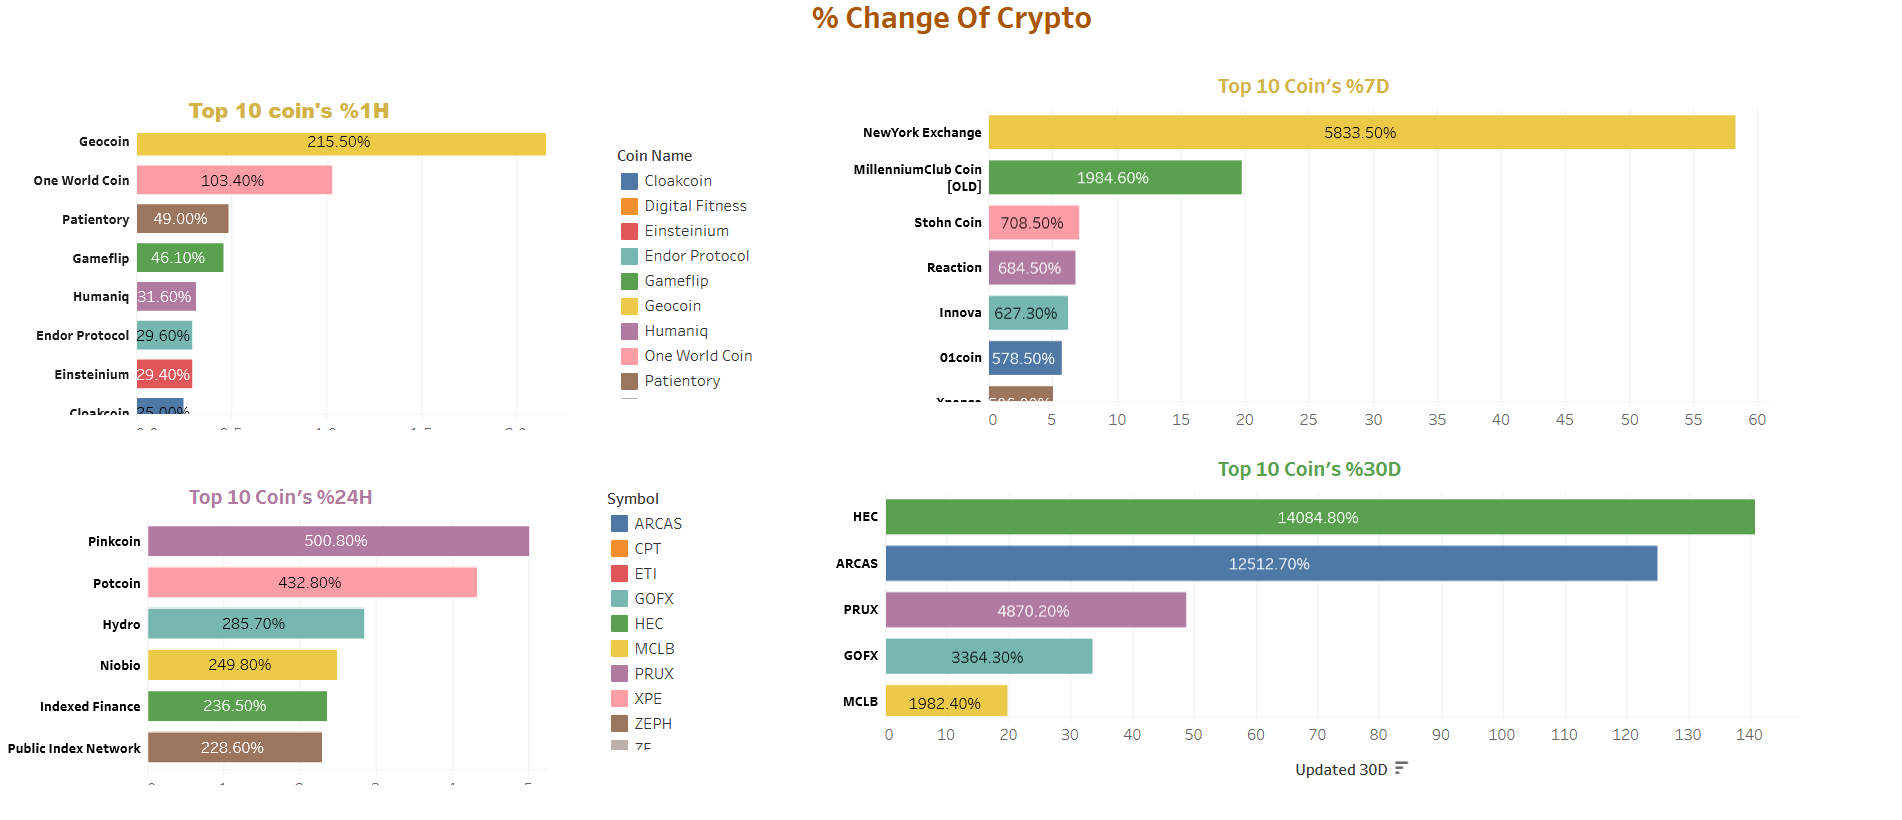 % Change Of Crypto
Top 10 coin's %1H
Geocoin 215.50%
One World Coin 103.40%
Patientory 49.00%
Gameflip 46.10%
Humaniq 31.60%
Endor Protocol 29.60%
Einsteinium 29.40%
Cloakcoin 25.00%
Coin Name
Cloakcoin
Digital Fitness
Einsteinium
Endor Protocol
Gameflip
Geocoin
Humaniq
One World Coin
Patientory
Top 10 Coin’s %7D
NewYork Exchange 5833.50%
MillenniumClub Coin
[OLD] 1984.60%
Stohn Coin 708.50%
Reaction 684.50%
Innova 627.30%
01coin 578.50%
0 5 10 15 20 25 30 35 40 45 50 55 60
Top 10 Coin’s %24H
Pinkcoin 500.80%
Potcoin 432.80%
Hydro 285.70%
Niobio 249.80%
Indexed Finance 236.50%
Public Index Network 228.60%
Symbol
ARCAS
CPT
ETI
GOFX
HEC
MCLB
PRUX
XPE
ZEPH
Top 10 Coin’s %30D
HEC 14084.80%
ARCAS 12512.70%
PRUX 4870.20%
GOFX 3364.30%
MCLB 1982.40%
0 10 20 30 40 50 60 70 80 90 100 110 120 130 140
Updated 30D